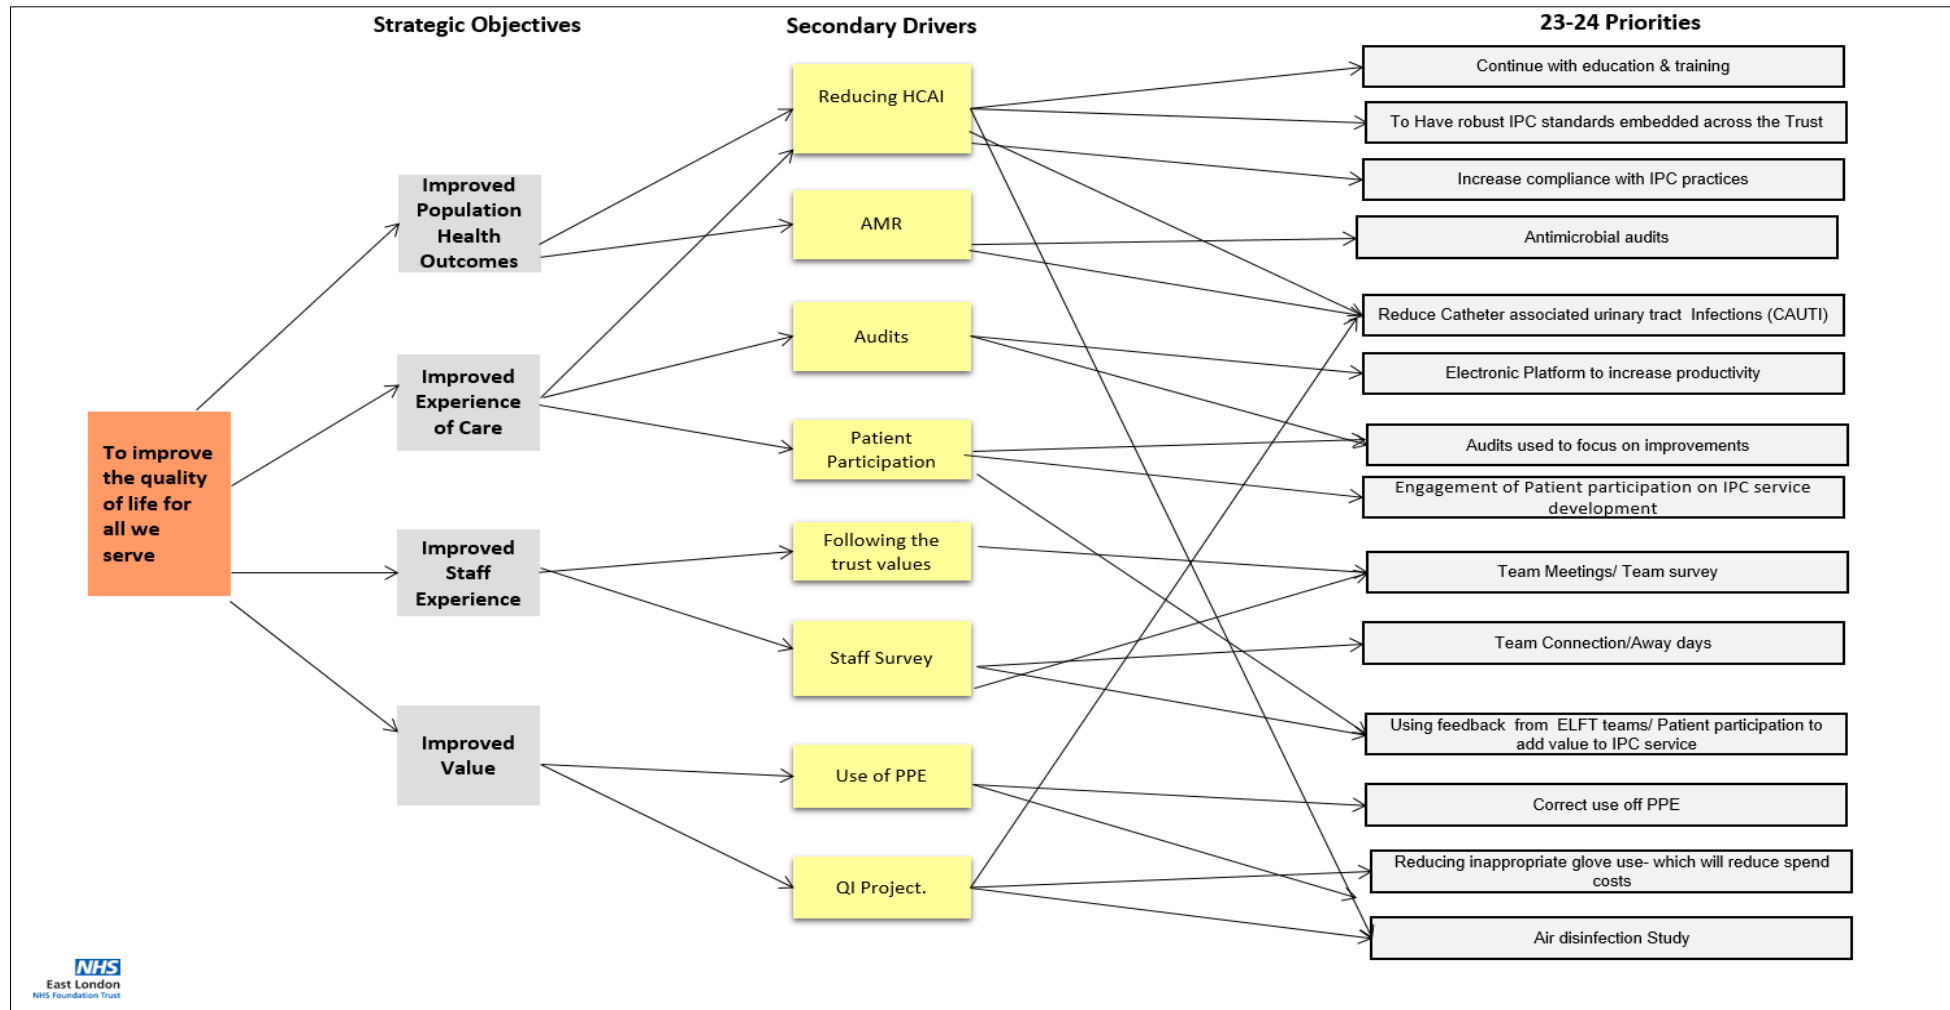 Strategic Objectives
Secondary Drivers
23-24 Priorities
To improve
the quality
of life for
all we
serve
Improved
Population
Health
Outcomes
Improved
Experience
of Care
Improved
Staff
Experience
Improved
Value
Reducing HCAI
AMR
Audits
Patient
Participation
Following the
trust values
Staff Survey
Use of PPE
QI Project.
Continue with education & training
To Have robust IPC standards embedded across the Trust
Increase compliance with IPC practices
Antimicrobial audits
Reduce Catheter associated urinary tract Infections (CAUTI)
Electronic Platform to increase productivity
Audits used to focus on improvements
Engagement of Patient participation on IPC service
development
Team Meetings/ Team survey
Team Connection/Away days
Using feedback from ELFT teams/ Patient participation to
add value to IPC service
Correct use off PPE
Reducing inappropriate glove use- which will reduce spend
costs
Air disinfection Study
NHS
East London
NHS Foundation Trust